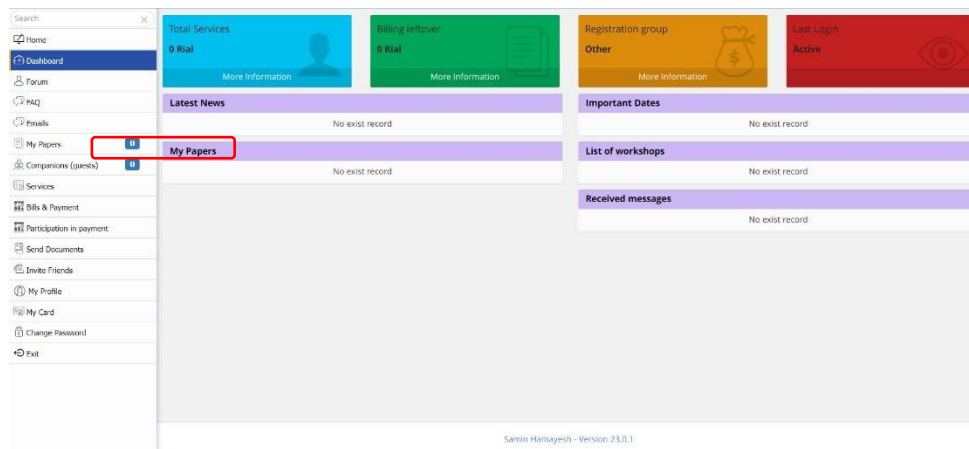 Search
Home
Dashboard
Forum
FAQ
Emails
My Papers 0
Companions (guests) 0
Services
Bills & Payment
Participation in payment
Send Documents
Invite Friends
My Profile
My Card
Change Password
Exit
Total Services
0 Rial
More Information
Billing leftover
0 Rial
More Information
Registration group
Other
More Information
Last Login
Active
Latest News
No exist record
My Papers
No exist record
Important Dates
No exist record
List of workshops
No exist record
Received messages
No exist record
Samin Hamayesh - Version 23.0.1